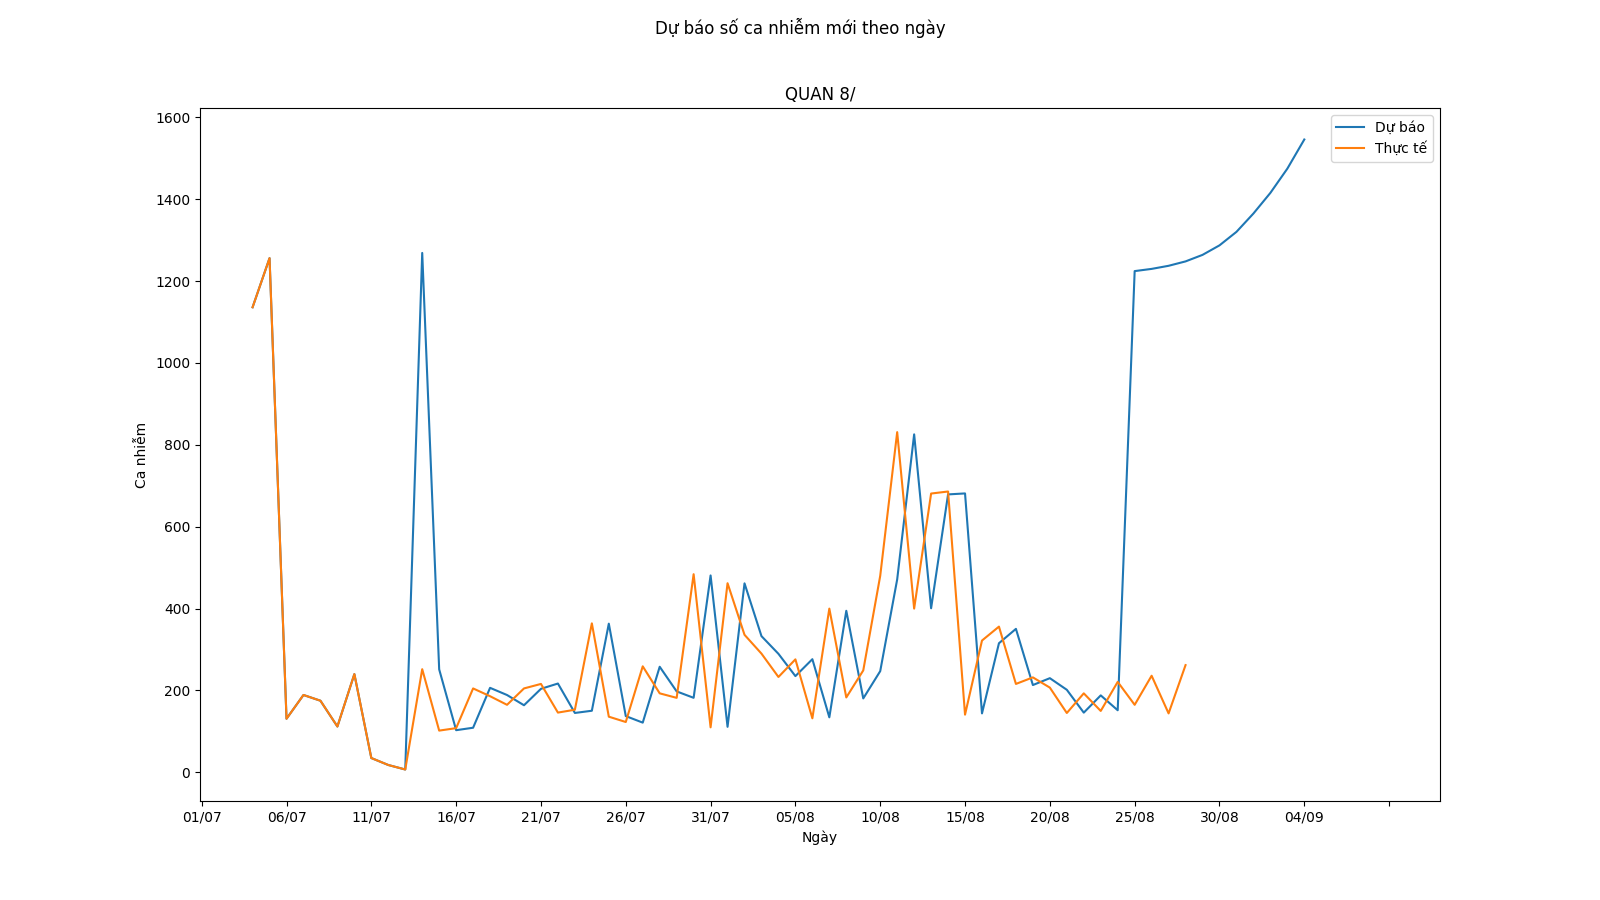 Dự báo số ca nhiễm mới theo ngày
QUAN 8/
Dự báo
Thực tế
1600
1400
1200
1000
800
600
400
200
0
Ca nhiễm
01/07 06/07 11/07 16/07 21/07 26/07 31/07 05/08 10/08 15/08 20/08 25/08 30/08 04/09
Ngày